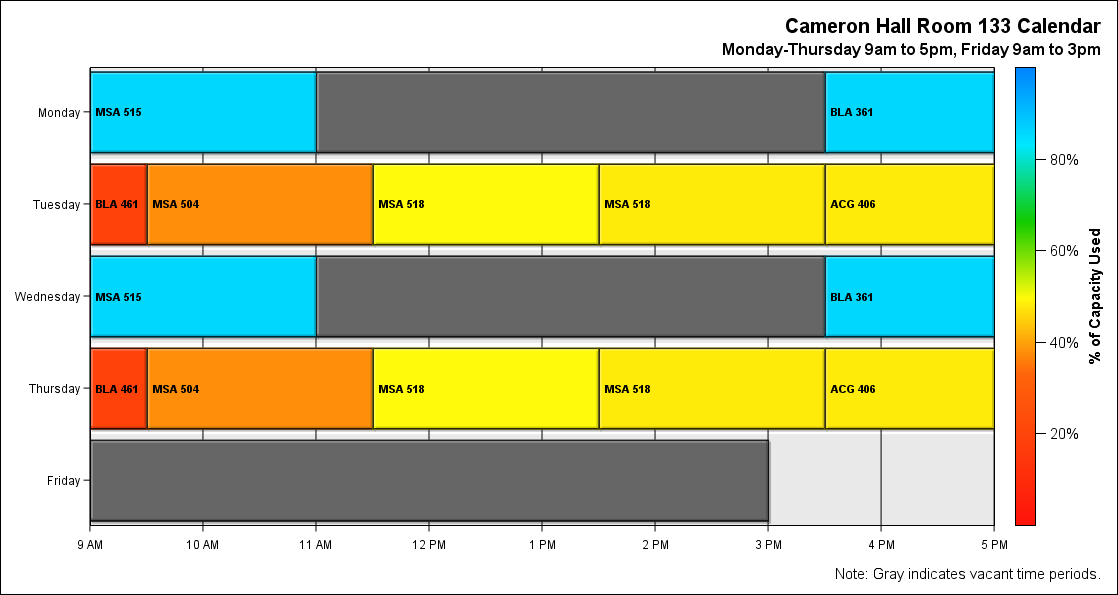 Cameron Hall Room 133 Calendar
Monday-Thursday 9am to 5pm, Friday 9am to 3pm
Monday MSA 515 BLA 361
Tuesday BLA 461 MSA 504 MSA 518 MSA 518 ACG 406
Wednesday MSA 515 BLA 361
Thursday BLA 461 MSA 504 MSA 518 MSA 518 ACG 406
Friday
9 AM 10 AM 11 AM 12 PM 1 PM 2 PM 3 PM 4 PM 5 PM
80%
60%
40%
20%
% of Capacity Used
Note: Gray indicates vacant time periods.